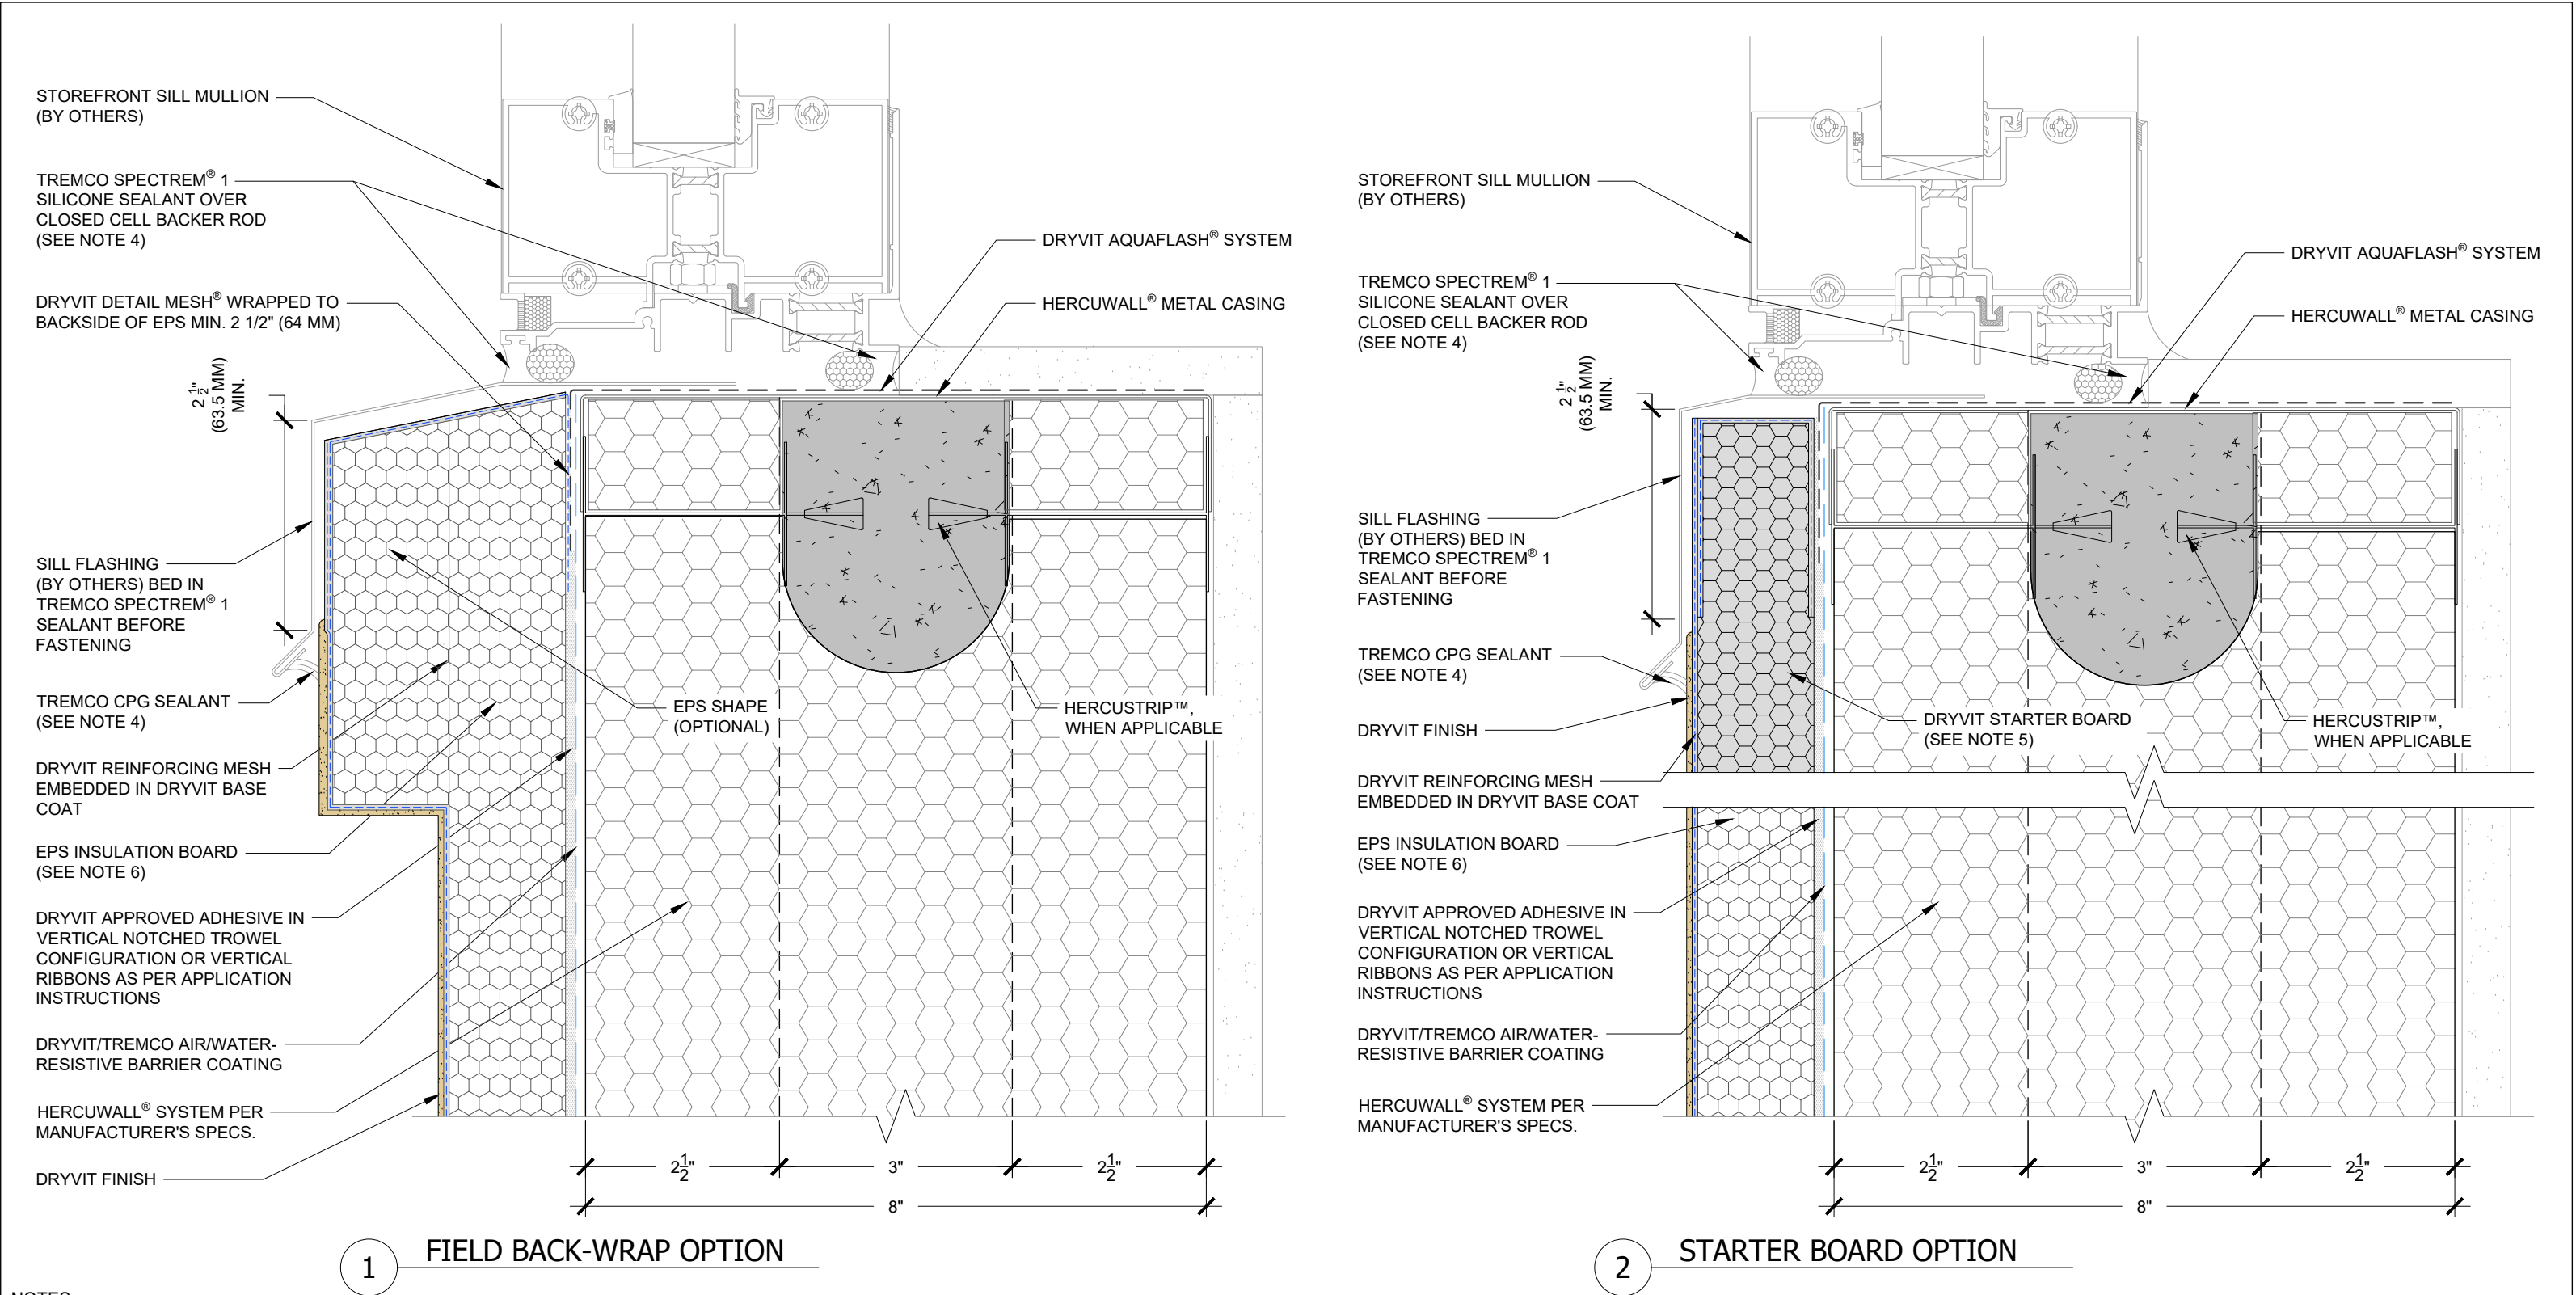 STOREFRONT SILL MULLION
(BY OTHERS)
TREMCO SPECTREM® 1
SILICONE SEALANT OVER
CLOSED CELL BACKER ROD
(SEE NOTE 4)
DRYVIT DETAIL MESH® WRAPPED TO
BACKSIDE OF EPS MIN. 2 1/2" (64 MM)
2 1/2"
(63.5 MM)
MIN.
SILL FLASHING
(BY OTHERS) BED IN
TREMCO SPECTREM® 1
SEALANT BEFORE
FASTENING
TREMCO CPG SEALANT
(SEE NOTE 4)
DRYVIT REINFORCING MESH
EMBEDDED IN DRYVIT BASE
COAT
EPS INSULATION BOARD
(SEE NOTE 6)
DRYVIT APPROVED ADHESIVE IN
VERTICAL NOTCHED TROWEL
CONFIGURATION OR VERTICAL
RIBBONS AS PER APPLICATION
INSTRUCTIONS
DRYVIT/TREMCO AIR/WATER-
RESISTIVE BARRIER COATING
HERCUWALL® SYSTEM PER
MANUFACTURER'S SPECS.
DRYVIT FINISH
DRYVIT AQUAFLASH® SYSTEM
HERCUWALL® METAL CASING
EPS SHAPE
(OPTIONAL)
HERCUSTRIP™,
WHEN APPLICABLE
2 1/2"
3"
2 1/2"
8"
1
FIELD BACK-WRAP OPTION
STOREFRONT SILL MULLION
(BY OTHERS)
TREMCO SPECTREM® 1
SILICONE SEALANT OVER
CLOSED CELL BACKER ROD
(SEE NOTE 4)
2 1/2"
(63.5 MM)
MIN.
SILL FLASHING
(BY OTHERS) BED IN
TREMCO SPECTREM® 1
SEALANT BEFORE
FASTENING
TREMCO CPG SEALANT
(SEE NOTE 4)
DRYVIT FINISH
DRYVIT REINFORCING MESH
EMBEDDED IN DRYVIT BASE COAT
EPS INSULATION BOARD
(SEE NOTE 6)
DRYVIT APPROVED ADHESIVE IN
VERTICAL NOTCHED TROWEL
CONFIGURATION OR VERTICAL
RIBBONS AS PER APPLICATION
INSTRUCTIONS
DRYVIT/TREMCO AIR/WATER-
RESISTIVE BARRIER COATING
HERCUWALL® SYSTEM PER
MANUFACTURER'S SPECS.
DRYVIT AQUAFLASH® SYSTEM
HERCUWALL® METAL CASING
DRYVIT STARTER BOARD
(SEE NOTE 5)
HERCUSTRIP™,
WHEN APPLICABLE
2 1/2"
3"
2 1/2"
8"
2
STARTER BOARD OPTION